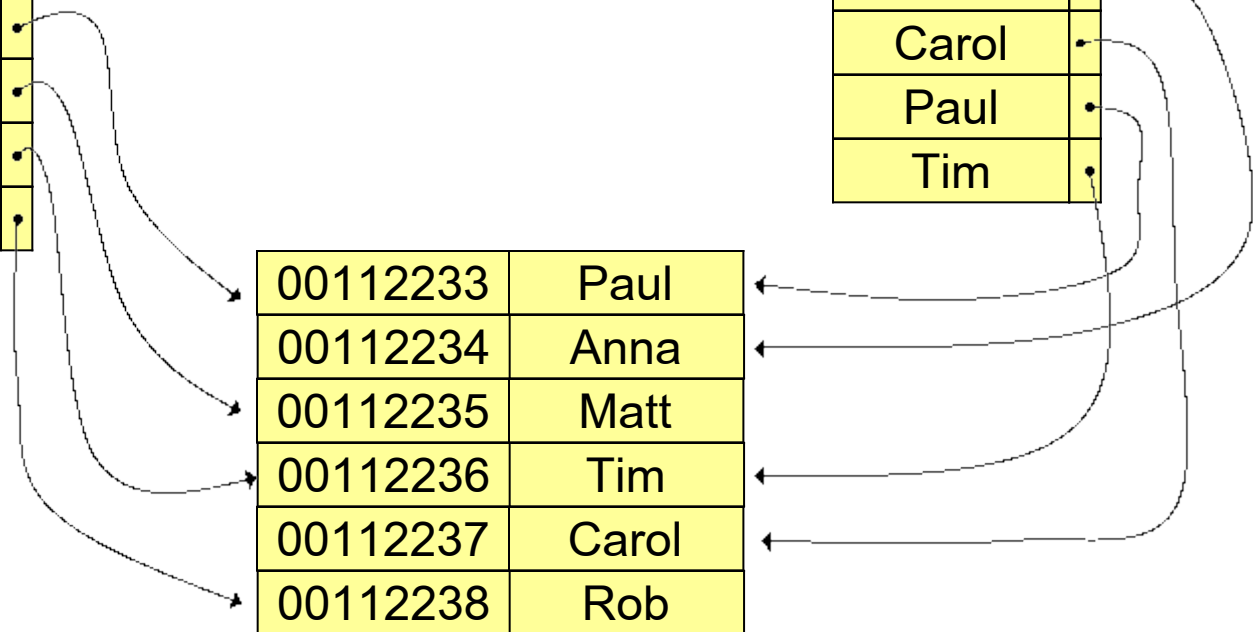 Carol
Paul
Tim
00112233 Paul
00112234 Anna
00112235 Matt
00112236 Tim
00112237 Carol
00112238 Rob